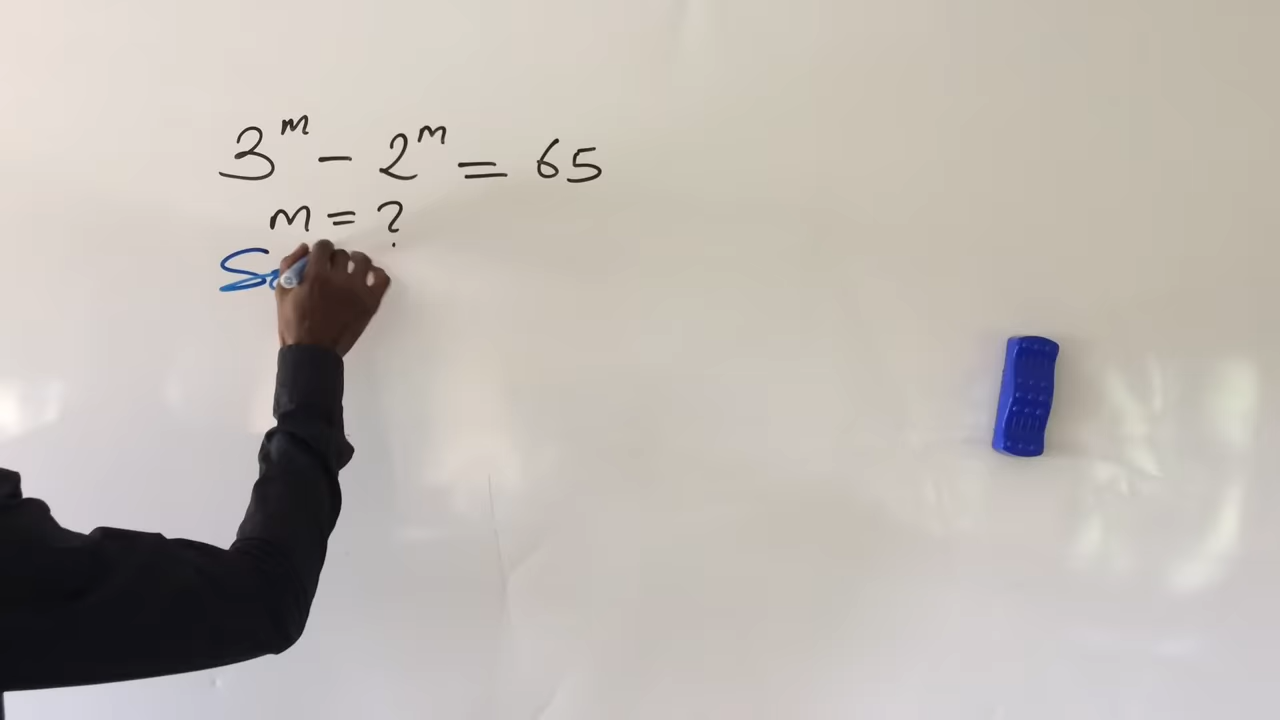 3^m - 2^m = 65
m = ?